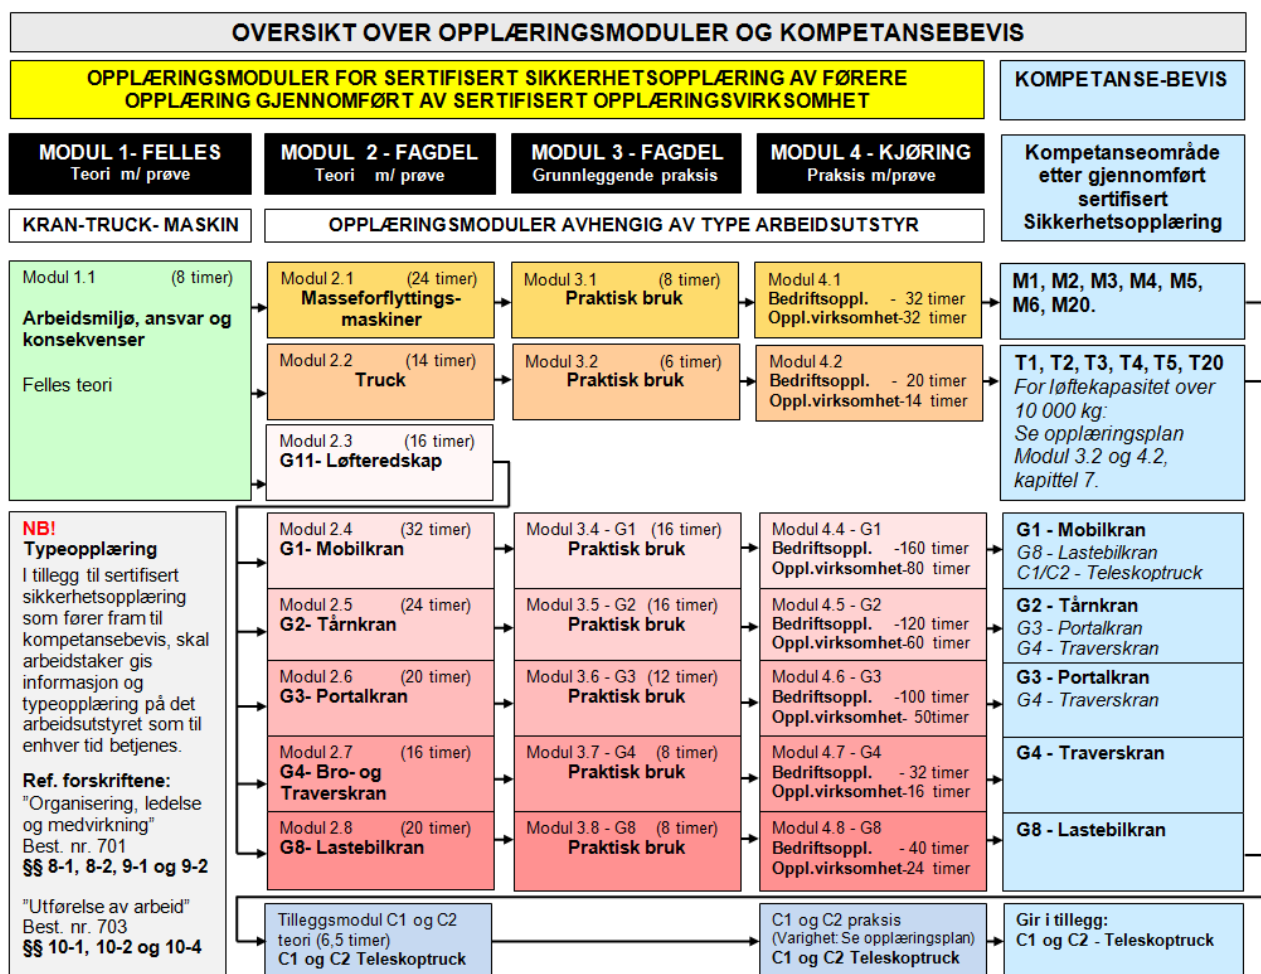 OVERSIKT OVER OPPLÆRINGSMODULER OG KOMPETANSEBEVIS
OPPLÆRINGSMODULER FOR SERTIFISERT SIKKERHETSOPPLÆRING AV FØRERE
OPPLÆRING GJENNOMFØRT AV SERTIFISERT OPPLÆRINGSVIRKSOMHET
KOMPETANSE-BEVIS
MODUL 1- FELLES
Teori m/ prøve
MODUL 2 - FAGDEL
Teori m/ prøve
MODUL 3 - FAGDEL
Grunnleggende praksis
MODUL 4 - KJØRING
Praksis m/prøve
Kompetanseområde
etter gjennomført
sertifisert
Sikkerhetsopplæring
KRAN-TRUCK- MASKIN
OPPLÆRINGSMODULER AVHENGIG AV TYPE ARBEIDSUTSTYR
Modul 1.1 (8 timer)
Arbeidsmiljø, ansvar og
konsekvenser
Felles teori
Modul 2.1 (24 timer)
Masseforflyttings-
maskiner
Modul 3.1 (8 timer)
Praktisk bruk
Modul 4.1
Bedriftsoppl. - 32 timer
Oppl.virksomhet-32 timer
M1, M2, M3, M4, M5,
M6, M20.
Modul 2.2 (14 timer)
Truck
Modul 3.2 (6 timer)
Praktisk bruk
Modul 4.2
Bedriftsoppl. - 20 timer
Oppl.virksomhet-14 timer
T1, T2, T3, T4, T5, T20
For løftekapasitet over
10 000 kg:
Se opplæringsplan
Modul 3.2 og 4.2,
kapittel 7.
Modul 2.3 (16 timer)
G11- Løfteredskap
NB!
Typeopplæring
I tillegg til sertifisert
sikkerhetsopplæring
som fører fram til
kompetansebevis, skal
arbeidstaker gis
informasjon og
typeopplæring på det
arbeidsutstyret som til
enhver tid betjenes.
Ref. forskriftene:
"Organisering, ledelse
og medvirkning"
Best. nr. 701
§§ 8-1, 8-2, 9-1 og 9-2
"Utførelse av arbeid"
Best. nr. 703
§§ 10-1, 10-2 og 10-4
Modul 2.4 (32 timer)
G1- Mobilkran
Modul 3.4 - G1 (16 timer)
Praktisk bruk
Modul 4.4 - G1
Bedriftsoppl. -160 timer
Oppl.virksomhet-80 timer
G1 - Mobilkran
G8 - Lastebilkran
C1/C2 - Teleskoptruck
Modul 2.5 (24 timer)
G2- Tårnkran
Modul 3.5 - G2 (16 timer)
Praktisk bruk
Modul 4.5 - G2
Bedriftsoppl. -120 timer
Oppl.virksomhet-60 timer
G2 - Tårnkran
G3 - Portalkran
G4 - Traverskran
Modul 2.6 (20 timer)
G3- Portalkran
Modul 3.6 - G3 (12 timer)
Praktisk bruk
Modul 4.6 - G3
Bedriftsoppl. -100 timer
Oppl.virksomhet- 50timer
G3 - Portalkran
G4 - Traverskran
Modul 2.7 (16 timer)
G4- Bro- og
Traverskran
Modul 3.7 - G4 (8 timer)
Praktisk bruk
Modul 4.7 - G4
Bedriftsoppl. - 32 timer
Oppl.virksomhet-16 timer
G4 - Traverskran
Modul 2.8 (20 timer)
G8- Lastebilkran
Modul 3.8 - G8 (8 timer)
Praktisk bruk
Modul 4.8 - G8
Bedriftsoppl. - 40 timer
Oppl.virksomhet-24 timer
G8 - Lastebilkran
Tilleggsmodul C1 og C2
teori (6,5 timer)
C1 og C2 Teleskoptruck
C1 og C2 praksis
(Varighet: Se opplæringsplan)
C1 og C2 Teleskoptruck
Gir i tillegg:
C1 og C2 - Teleskoptruck